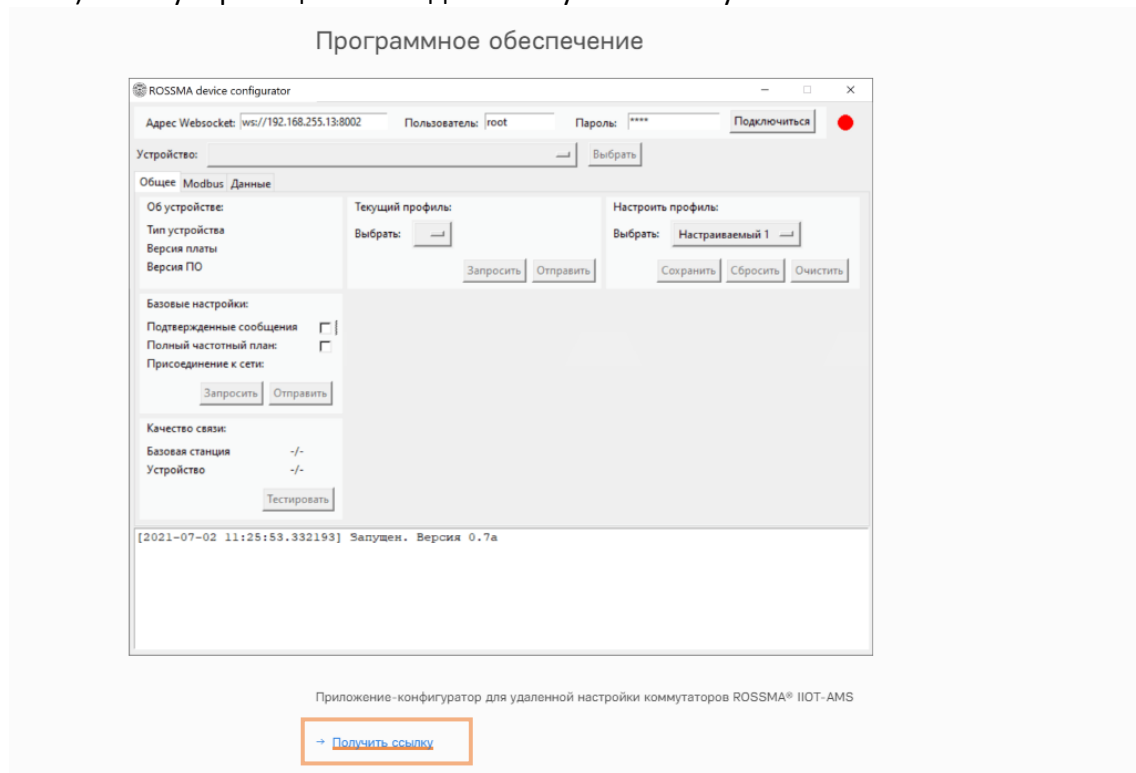 Программное обеспечение
ROSSMA device configurator
Адрес Websocket: ws://192.168.255.13:8002 Пользователь: root Пароль: **** Подключиться
Устройство: Выбрать
Общее Modbus Данные
Об устройстве: Текущий профиль: Настроить профиль:
Тип устройства Выбрать: Выбрать: Настраиваемый 1
Версия платы
Версия ПО Запросить Отправить Сохранить Сбросить Очистить
Базовые настройки:
Подтвержденные сообщения
Полный частотный план:
Присоединение к сети:
Запросить Отправить
Качество связи:
Базовая станция -/-
Устройство -/-
Тестировать
[2021-07-02 11:25:53.332193] Запущен. Версия 0.7a
Приложение-конфигуратор для удаленной настройки коммутаторов ROSSMA® IIOT-AMS
→ Получить ссылку